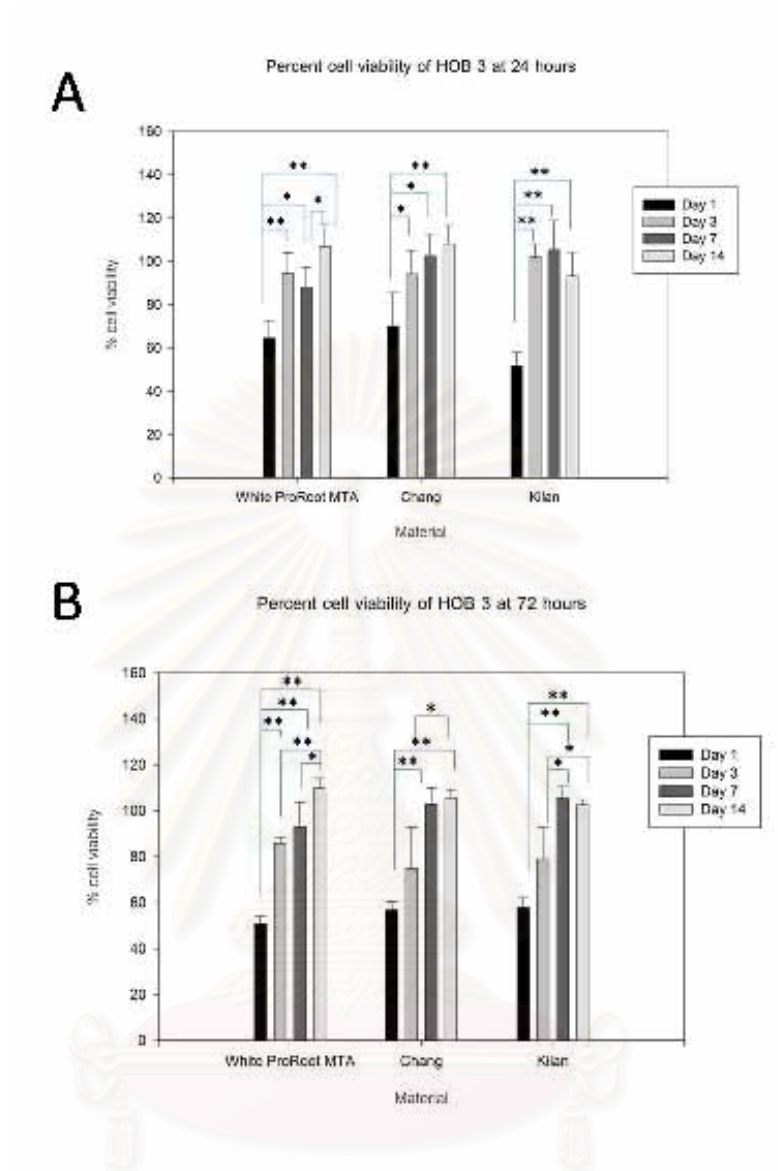 A
Percent cell viability of HOB 3 at 24 hours
160
140
120
100
80
60
40
20
0
% cell viability
**
*
*
**
**
*
*
**
**
**
Day 1
Day 3
Day 7
Day 14
White ProRoot MTA
Chang
Kilan
Material
B
Percent cell viability of HOB 3 at 72 hours
160
140
120
100
80
60
40
20
0
% cell viability
**
**
**
**
*
*
**
**
**
**
*
*
Day 1
Day 3
Day 7
Day 14
White ProRoot MTA
Chang
Kilan
Material